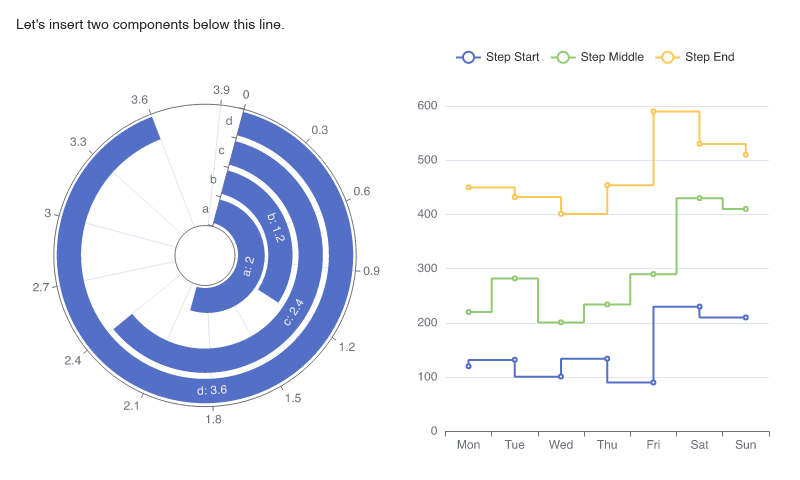 Let's insert two components below this line.
Step Start Step Middle Step End
3.9 0
3.6
0.3
3.3
0.6
3
0.9
2.7
1.2
2.4
1.5
2.1
1.8
d
c
b
a
a: 2
b: 1.2
c: 2.4
d: 3.6
600
500
400
300
200
100
0
Mon Tue Wed Thu Fri Sat Sun